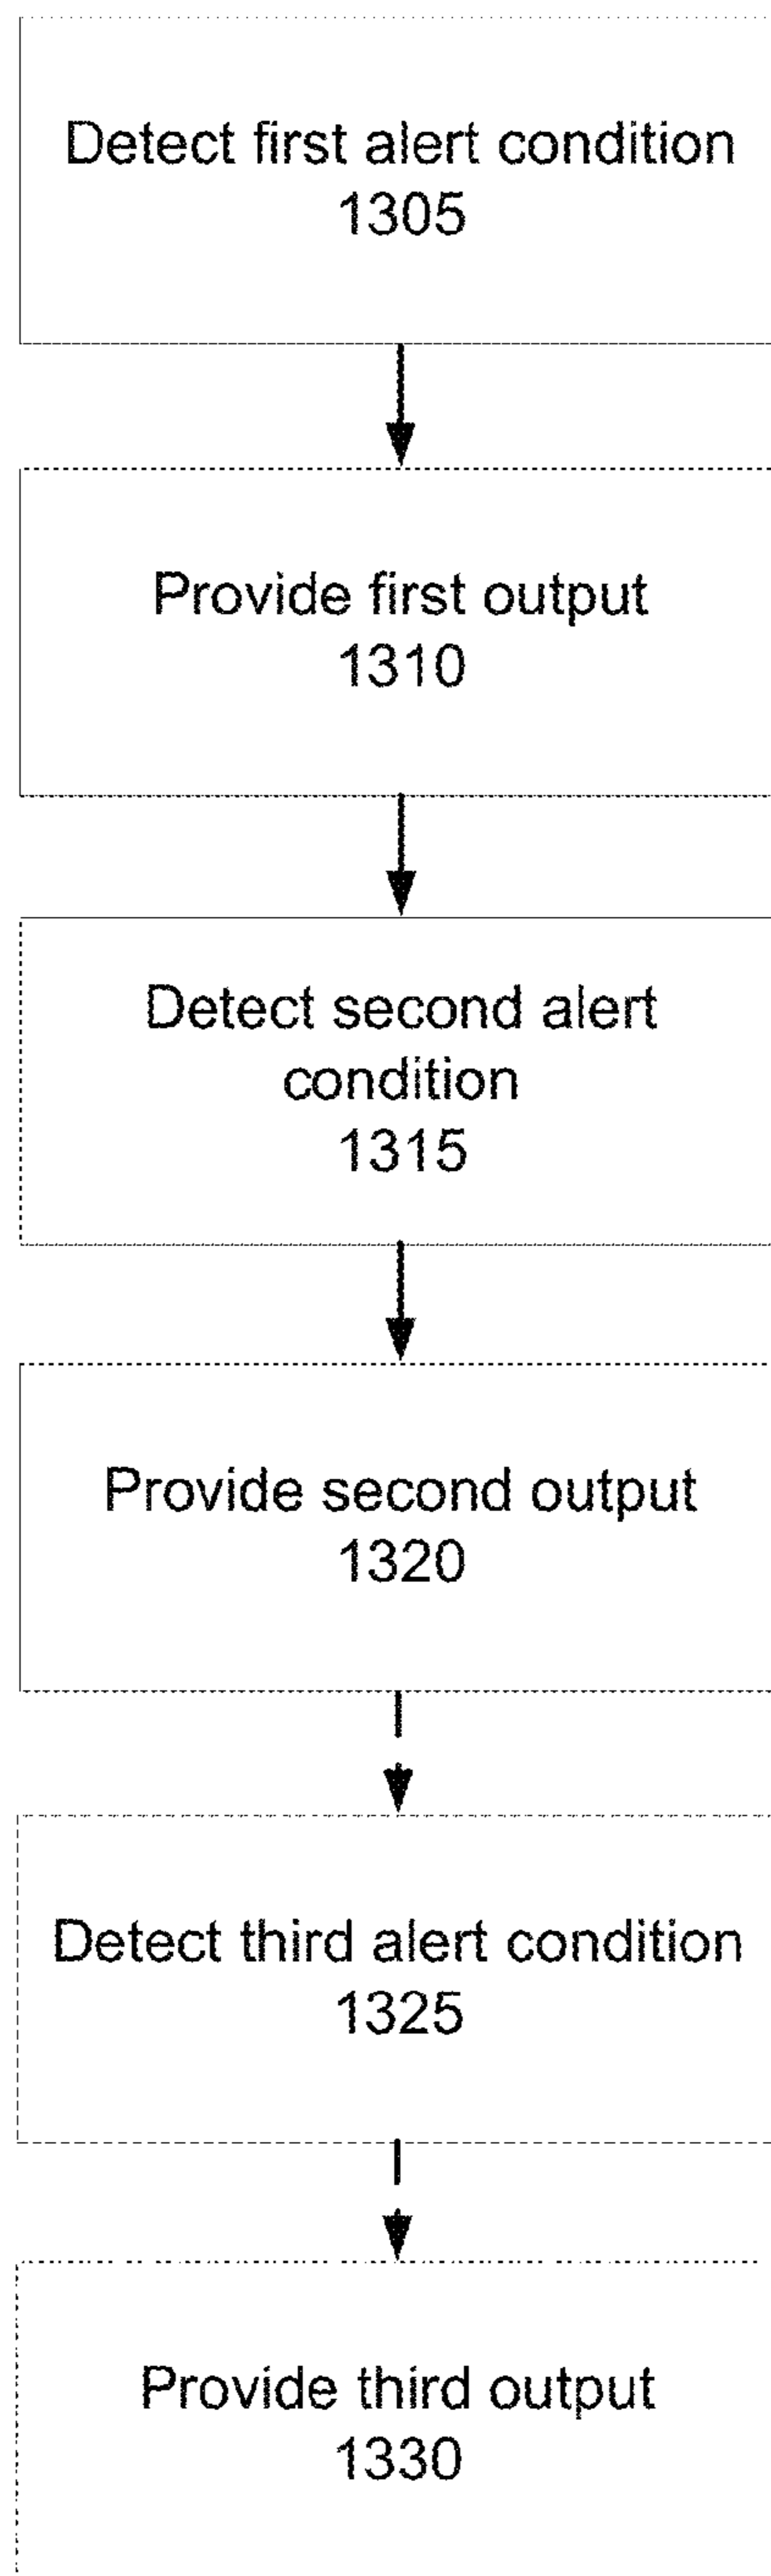 Detect first alert condition
1305
Provide first output
1310
Detect second alert
condition
1315
Provide second output
1320
Detect third alert condition
1325
Provide third output
1330